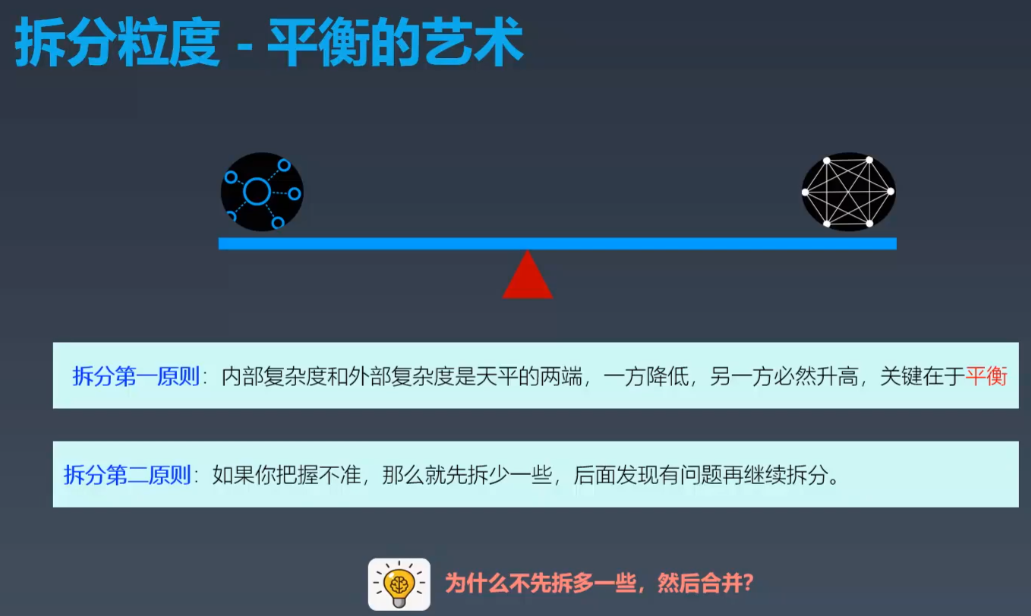 拆分粒度 - 平衡的艺术
拆分第一原则：内部复杂度和外部复杂度是天平的两端，一方降低，另一方必然升高，关键在于平衡
拆分第二原则：如果你把握不准，那么就先拆少一些，后面发现有问题再继续拆分。
为什么不先拆多一些，然后合并？